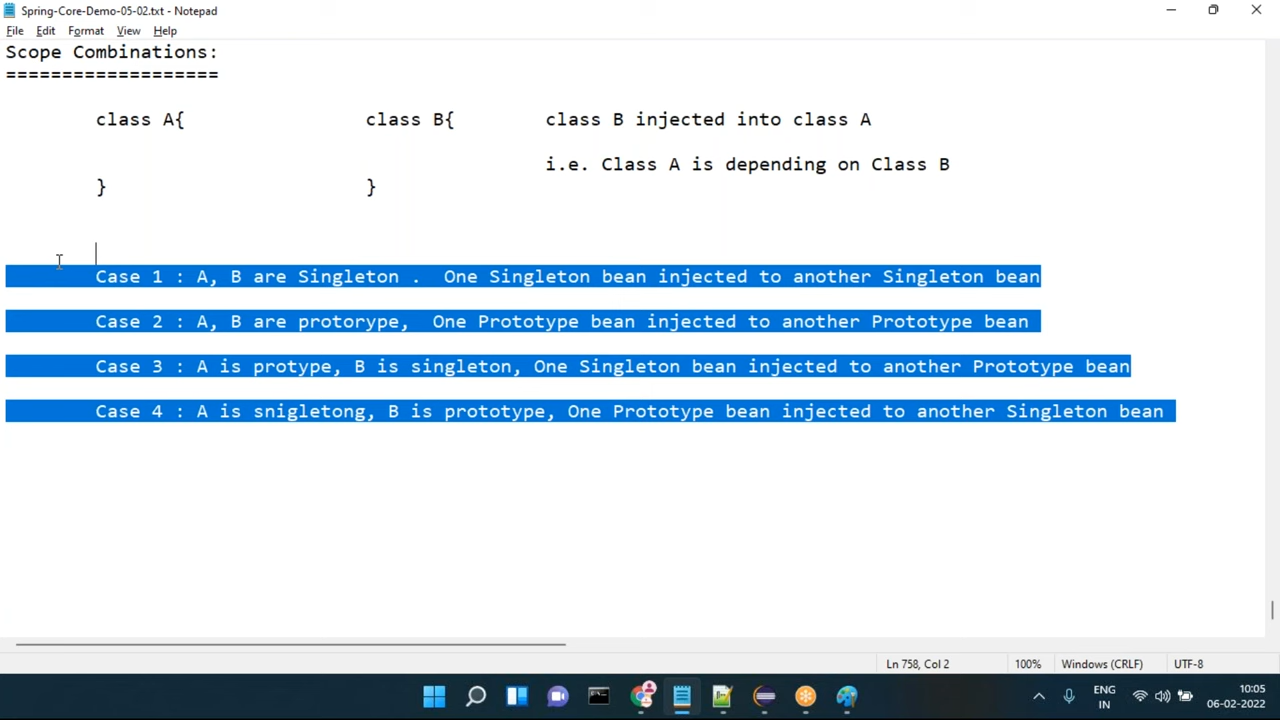 Spring-Core-Demo-05-02.txt - Notepad
File Edit Format View Help
Scope Combinations:
===================
class A{ class B{ class B injected into class A
i.e. Class A is depending on Class B
} }
Case 1 : A, B are Singleton . One Singleton bean injected to another Singleton bean
Case 2 : A, B are protorype, One Prototype bean injected to another Prototype bean
Case 3 : A is protype, B is singleton, One Singleton bean injected to another Prototype bean
Case 4 : A is snigletong, B is prototype, One Prototype bean injected to another Singleton bean
Ln 758, Col 2 100% Windows (CRLF) UTF-8
ENG 10:05
IN 06-02-2022